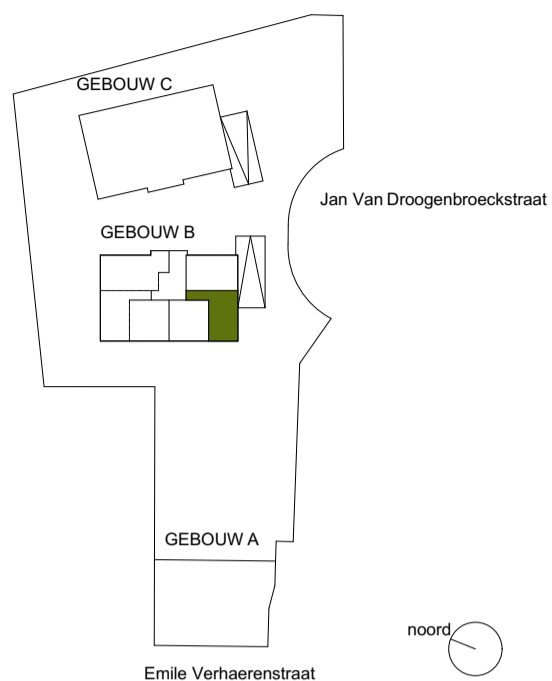 GEBOUW C
Jan Van Droogenbroeckstraat
GEBOUW B
GEBOUW A
noord
Emile Verhaerenstraat